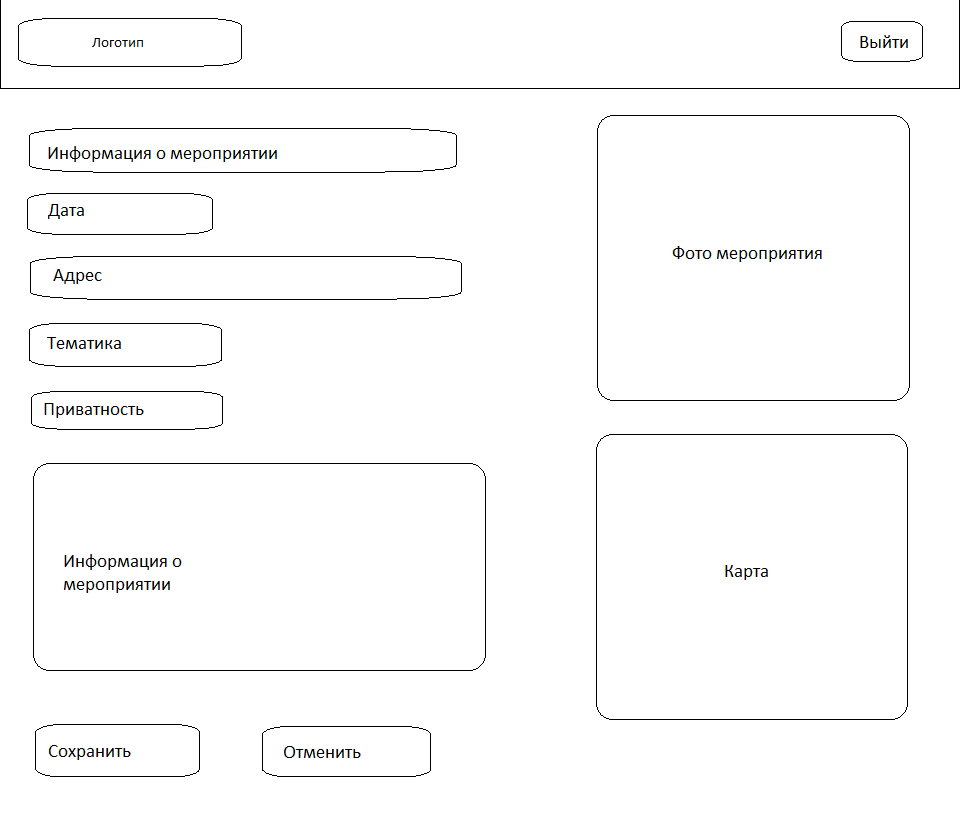 Логотип
Выйти
Информация о мероприятии
Дата
Адрес
Тематика
Приватность
Информация о
мероприятии
Сохранить
Отменить
Фото мероприятия
Карта